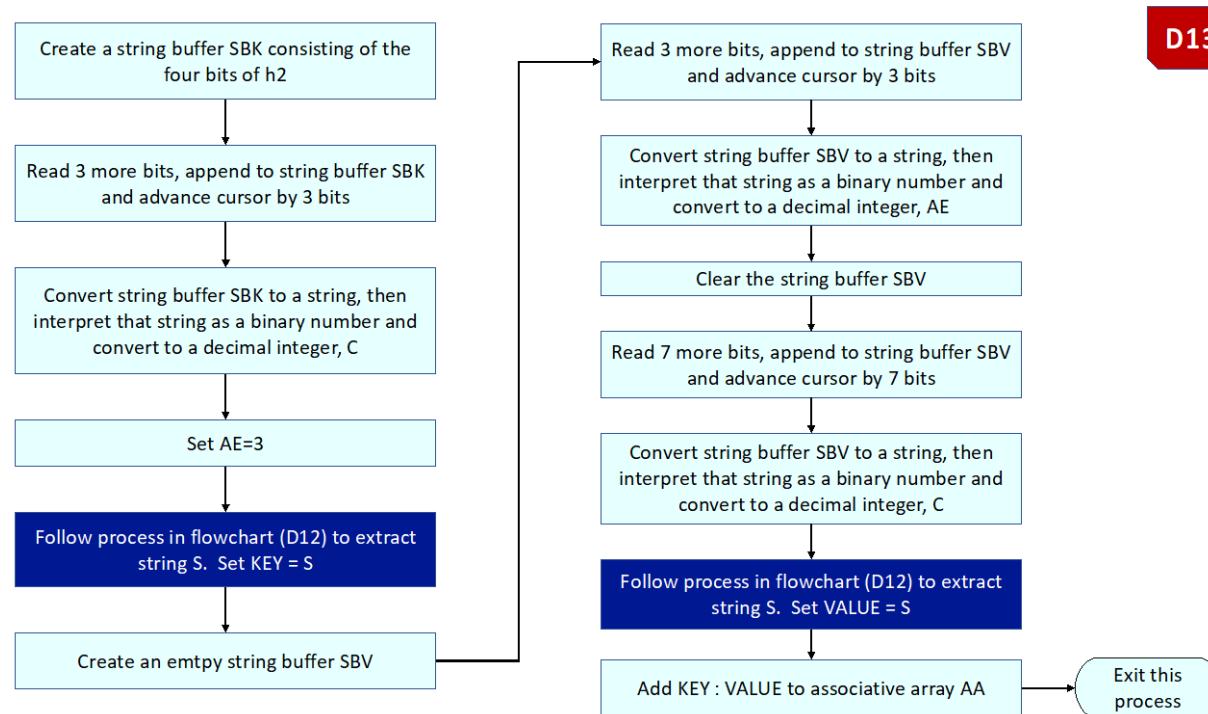 Create a string buffer SBK consisting of the
four bits of h2
Read 3 more bits, append to string buffer SBK
and advance cursor by 3 bits
Convert string buffer SBK to a string, then
interpret that string as a binary number and
convert to a decimal integer, C
Set AE=3
Follow process in flowchart (D12) to extract
string S.  Set KEY = S
Create an emtpy string buffer SBV
Read 3 more bits, append to string buffer SBV
and advance cursor by 3 bits
Convert string buffer SBV to a string, then
interpret that string as a binary number and
convert to a decimal integer, AE
Clear the string buffer SBV
Read 7 more bits, append to string buffer SBV
and advance cursor by 7 bits
Convert string buffer SBV to a string, then
interpret that string as a binary number and
convert to a decimal integer, C
Follow process in flowchart (D12) to extract
string S.  Set VALUE = S
Add KEY : VALUE to associative array AA
Exit this
process
D13